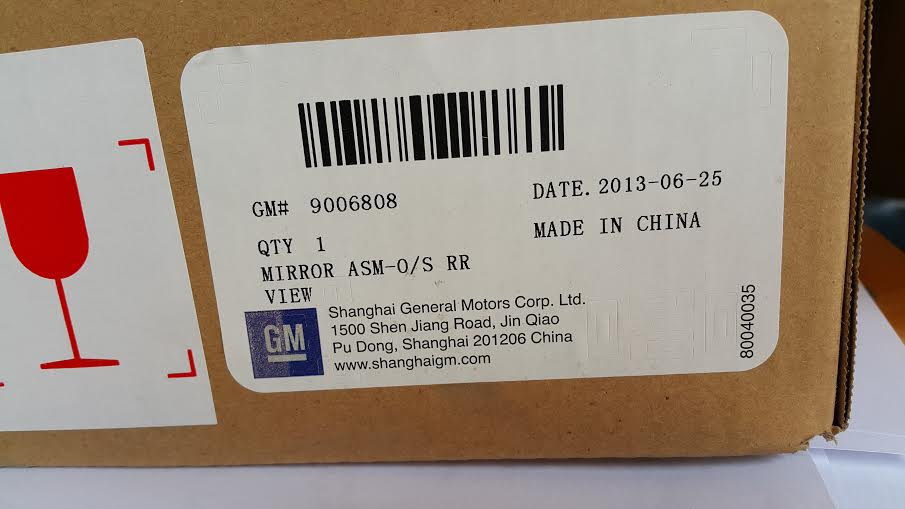 GM# 9006808
DATE. 2013-06-25
QTY 1
MADE IN CHINA
MIRROR ASM-O/S RR
VIEW
GM
Shanghai General Motors Corp. Ltd.
1500 Shen Jiang Road, Jin Qiao
Pu Dong, Shanghai 201206 China
www.shanghaigm.com
80040035